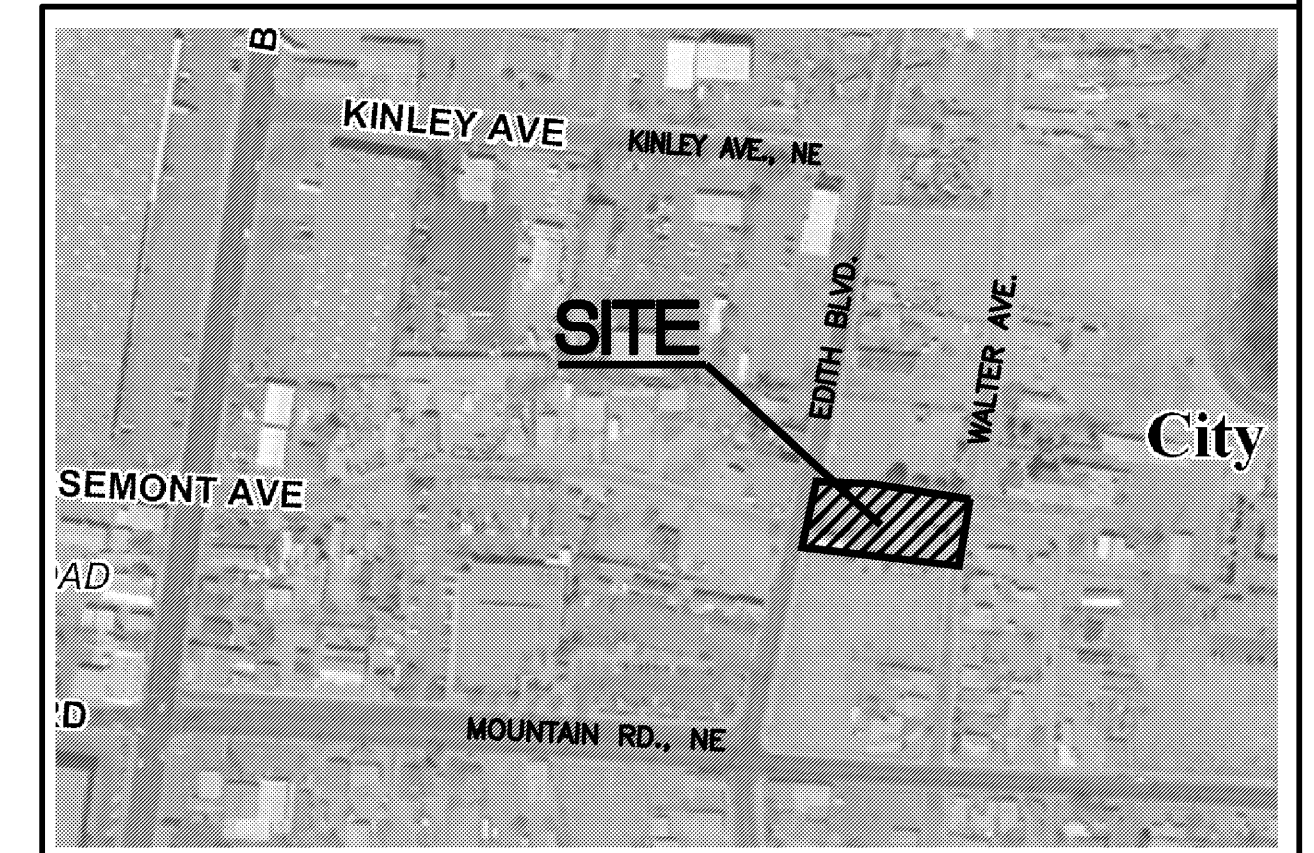 B
KINLEY AVE
KINLEY AVE., NE
SITE
EDITH BLVD.
WALTER AVE.
City
SEMONT AVE
AD
RD
MOUNTAIN RD., NE